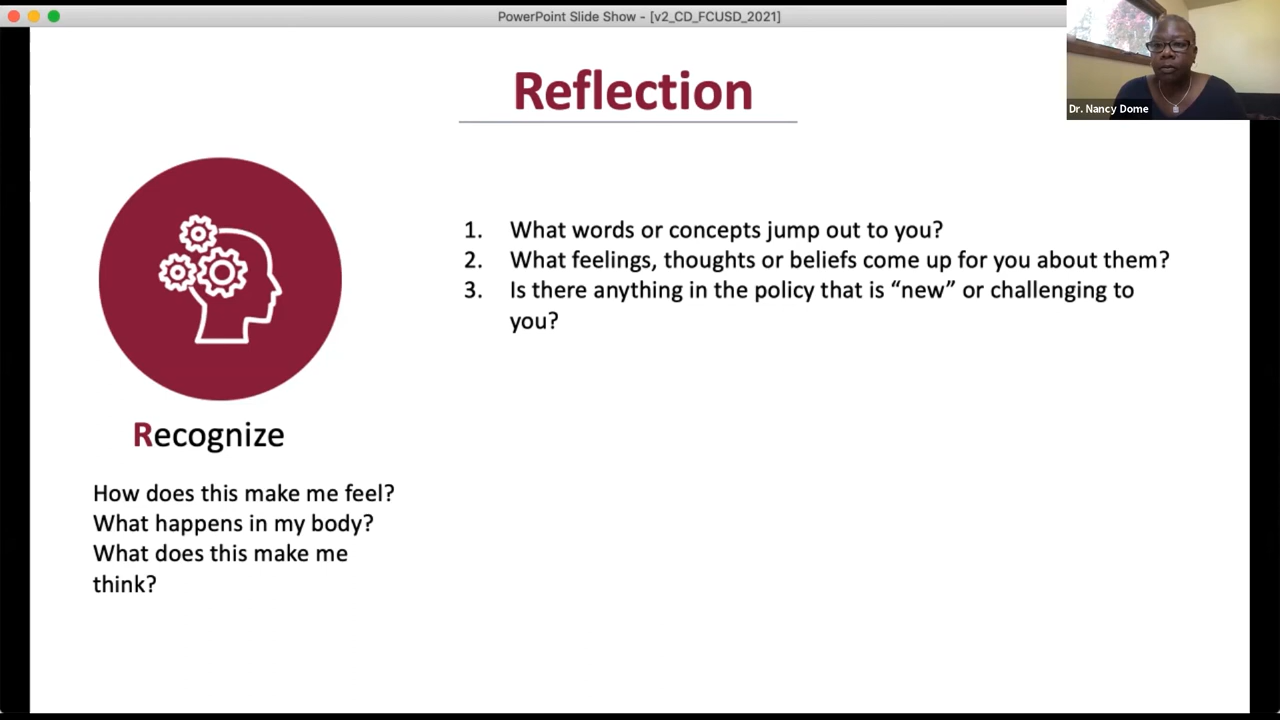 PowerPoint Slide Show - [v2_CD_FCUSD_2021]
Dr. Nancy Dome
Reflection
1. What words or concepts jump out to you?
2. What feelings, thoughts or beliefs come up for you about them?
3. Is there anything in the policy that is “new” or challenging to
you?
Recognize
How does this make me feel?
What happens in my body?
What does this make me
think?